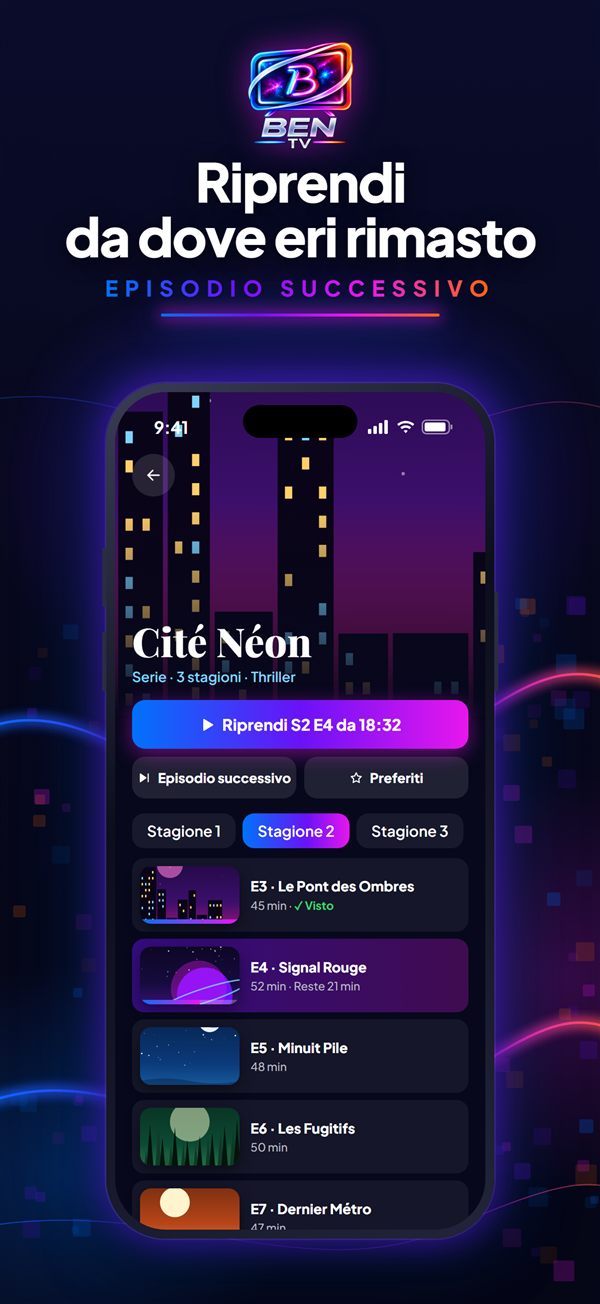 B
BEN
TV
Riprendi
da dove eri rimasto
EPISODIO SUCCESSIVO
9:41
Cité Néon
Serie · 3 stagioni · Thriller
Riprendi S2 E4 da 18:32
Episodio successivo
Preferiti
Stagione 1
Stagione 2
Stagione 3
E3 · Le Pont des Ombres
45 min · ✓ Visto
E4 · Signal Rouge
52 min · Reste 21 min
E5 · Minuit Pile
48 min
E6 · Les Fugitifs
50 min
E7 · Dernier Métro
47 min